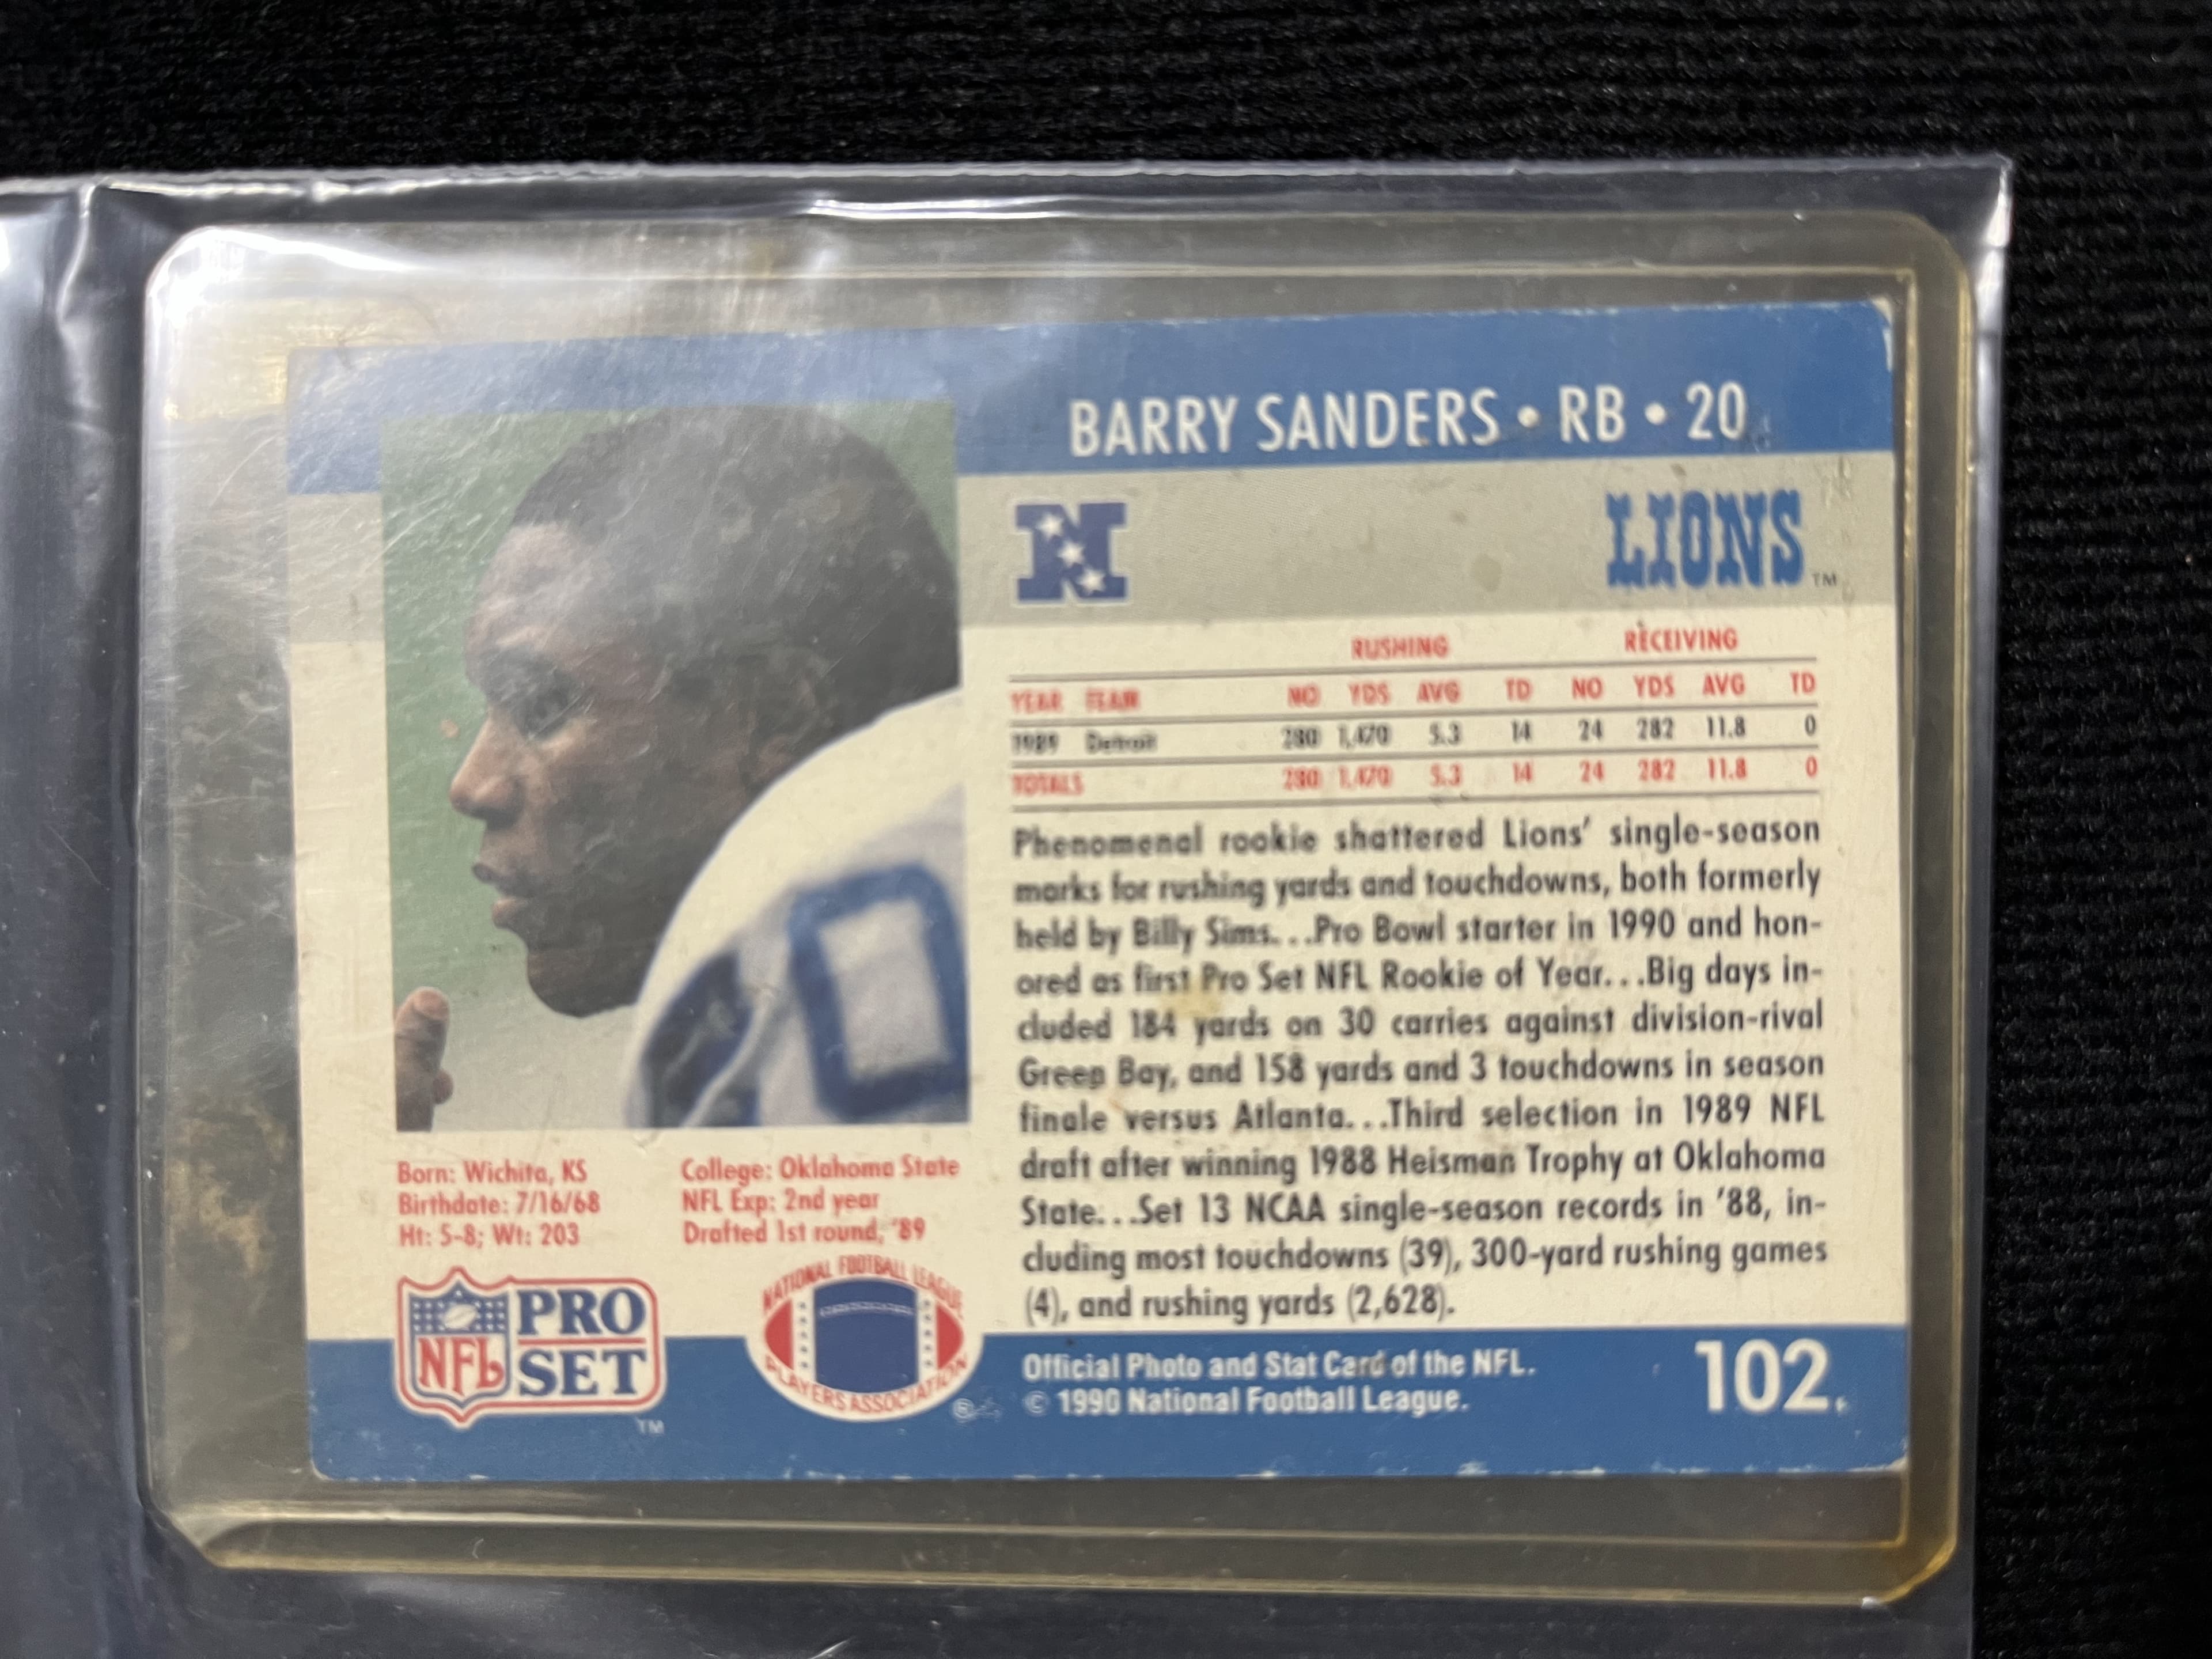 BARRY SANDERS • RB • 20
N
LIONS TM
RUSHING RECEIVING
YEAR TEAM NO YDS AVG TD NO YDS AVG TD
1989 Detroit 280 1,470 5.3 14 24 282 11.8 0
TOTALS 280 1,470 5.3 14 24 282 11.8 0
Phenomenal rookie shattered Lions' single-season
marks for rushing yards and touchdowns, both formerly
held by Billy Sims...Pro Bowl starter in 1990 and hon-
ored as first Pro Set NFL Rookie of Year...Big days in-
cluded 184 yards on 30 carries against division-rival
Green Bay, and 158 yards and 3 touchdowns in season
finale versus Atlanta...Third selection in 1989 NFL
draft after winning 1988 Heisman Trophy at Oklahoma
State...Set 13 NCAA single-season records in '88, in-
cluding most touchdowns (39), 300-yard rushing games
(4), and rushing yards (2,628).
0
Born: Wichita, KS
Birthdate: 7/16/68
Ht: 5-8; Wt: 203
College: Oklahoma State
NFL Exp: 2nd year
Drafted 1st round, '89
NFL PRO SET TM
NATIONAL FOOTBALL LEAGUE
PLAYERS ASSOCIATION ®
Official Photo and Stat Card of the NFL.
© 1990 National Football League.
102